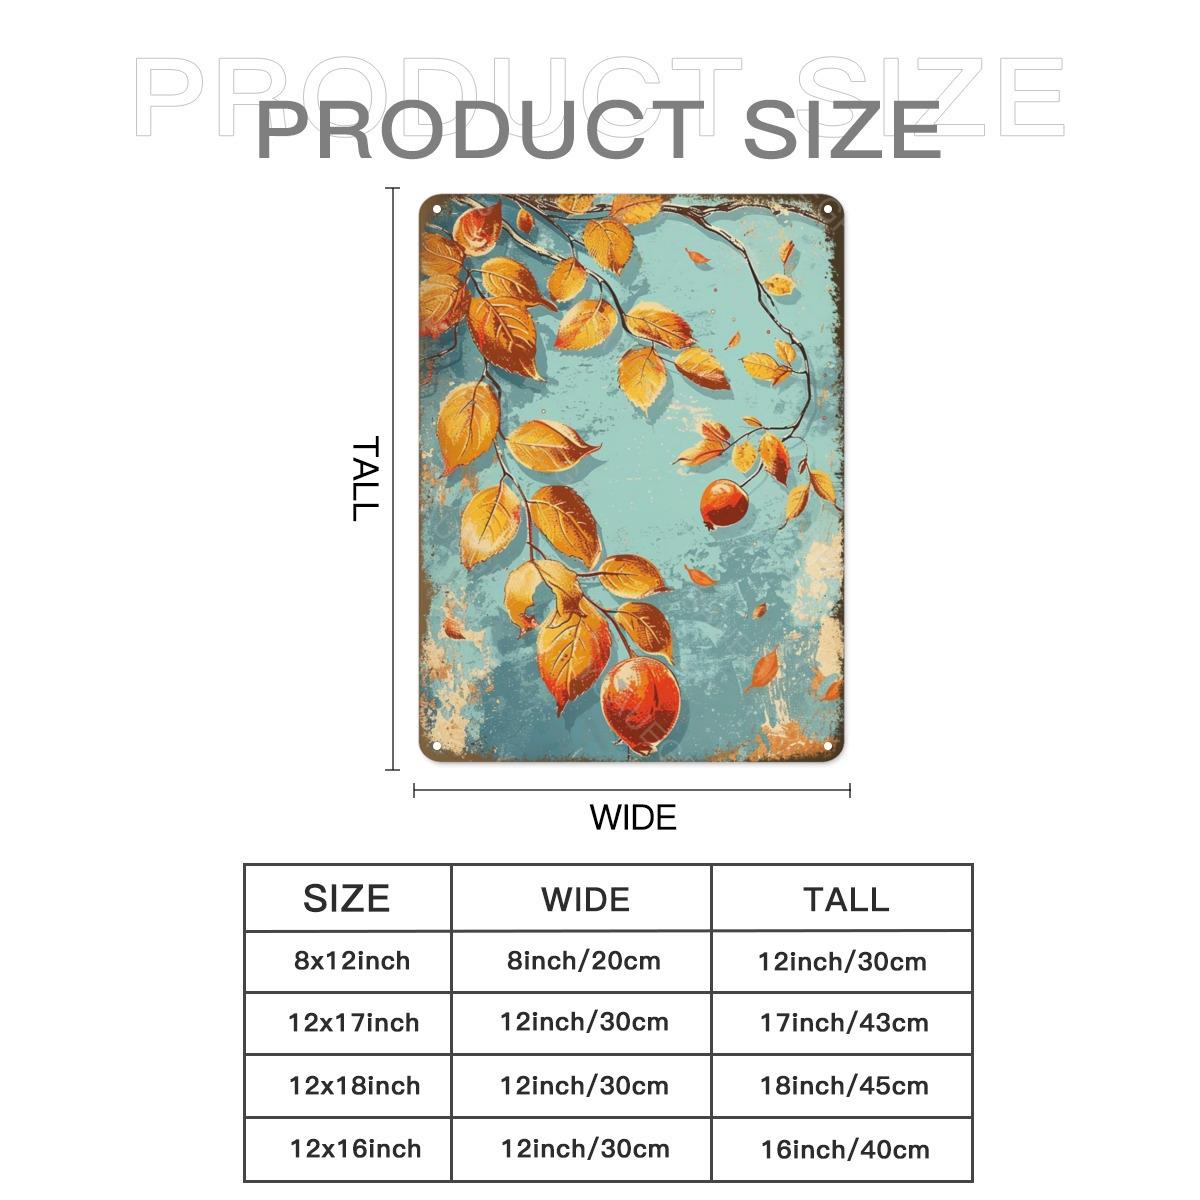 PRODUCT SIZE
PRODUCT SIZE
TALL
WIDE
SIZE WIDE TALL
8x12inch 8inch/20cm 12inch/30cm
12x17inch 12inch/30cm 17inch/43cm
12x18inch 12inch/30cm 18inch/45cm
12x16inch 12inch/30cm 16inch/40cm